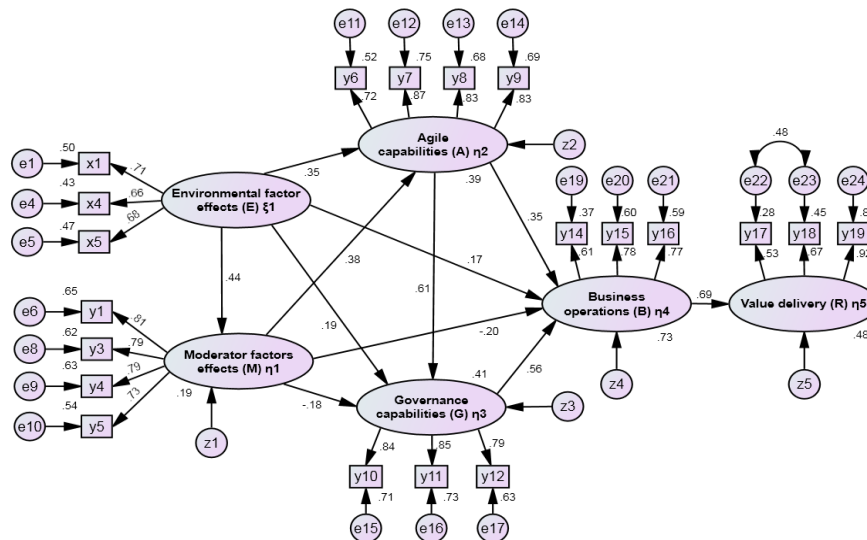 e11 e12 e13 e14
.52 .75 .68 .69
y6 y7 y8 y9
.72 .87 .83 .83
Agile
capabilities (A) η2
z2
.39
.48
e22 e23 e24
.28 .45 .8
y17 y18 y19
.53 .67 .92
e19 e20 e21
.37 .60 .59
y14 y15 y16
.61 .78 .77
.50
e1 x1 .71
.43
e4 x4 66
.47
e5 x5 68
Environmental factor
effects (E) ξ1
.35
.38
.44
.19
.17
.61
.35
Business
operations (B) η4
.73
z4
.69
Value delivery (R) η5
.48
z5
.65
e6 y1 .81
.62
e8 y3 .79
.63
e9 y4 .79
.54
e10 y5 73
Moderator factors
effects (M) η1
.19
z1
-.20
-.18
.56
.41
Governance
capabilities (G) η3
z3
.84 .85 .79
y10 y11 y12
.71 .73 .63
e15 e16 e17